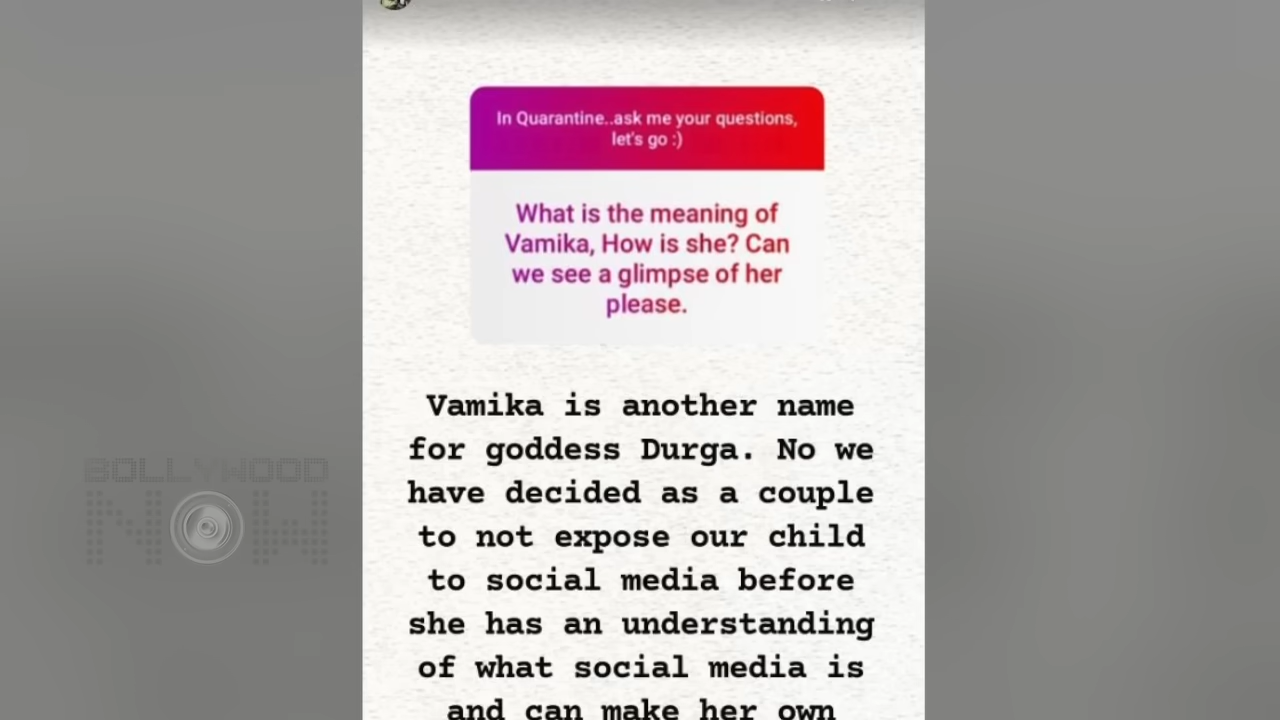 In Quarantine..ask me your questions,
let's go :)
What is the meaning of
Vamika, How is she? Can
we see a glimpse of her
please.
Vamika is another name
for goddess Durga. No we
have decided as a couple
to not expose our child
to social media before
she has an understanding
of what social media is
and can make her own
BOLLYWOOD
NOW